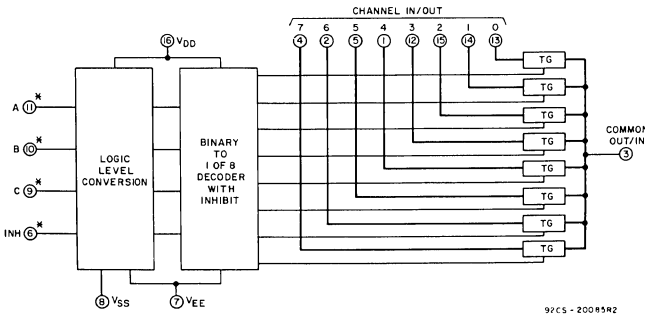 CHANNEL IN/OUT
7 6 5 4 3 2 1 0
4 2 5 1 12 15 14 13
16 VDD
TG
TG
TG
TG
TG
TG
TG
TG
A 11 *
B 10 *
C 9 *
INH 6 *
LOGIC
LEVEL
CONVERSION
BINARY
TO
1 OF 8
DECODER
WITH
INHIBIT
COMMON
OUT/IN
3
8 VSS
7 VEE
92CS-20085R2